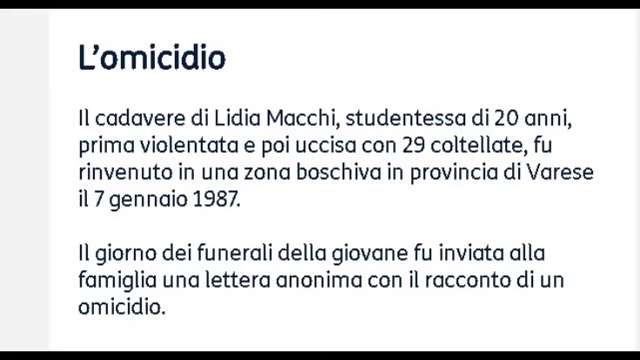 L’omicidio
Il cadavere di Lidia Macchi, studentessa di 20 anni,
prima violentata e poi uccisa con 29 coltellate, fu
rinvenuto in una zona boschiva in provincia di Varese
il 7 gennaio 1987.
Il giorno dei funerali della giovane fu inviata alla
famiglia una lettera anonima con il racconto di un
omicidio.